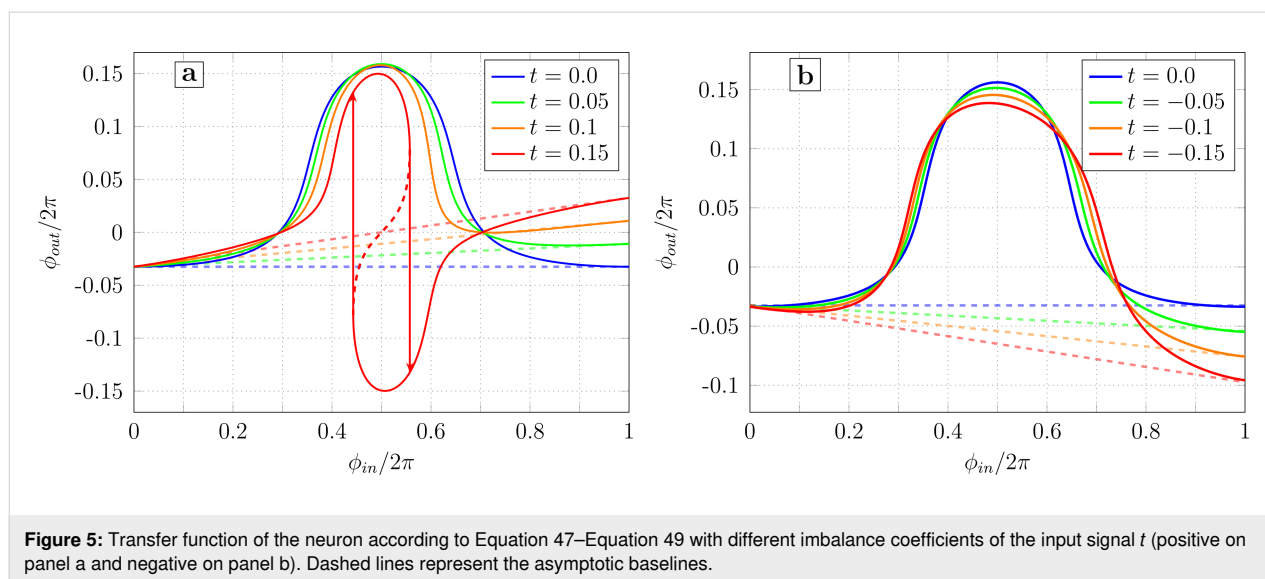 a
t = 0.0
t = 0.05
t = 0.1
t = 0.15
0.15
0.1
0.05
0
-0.05
-0.1
-0.15
ϕout/2π
0 0.2 0.4 0.6 0.8 1
ϕin/2π
b
t = 0.0
t = −0.05
t = −0.1
t = −0.15
0.15
0.1
0.05
0
-0.05
-0.1
ϕout/2π
0 0.2 0.4 0.6 0.8 1
ϕin/2π
Figure 5: Transfer function of the neuron according to Equation 47–Equation 49 with different imbalance coefficients of the input signal t (positive on
panel a and negative on panel b). Dashed lines represent the asymptotic baselines.